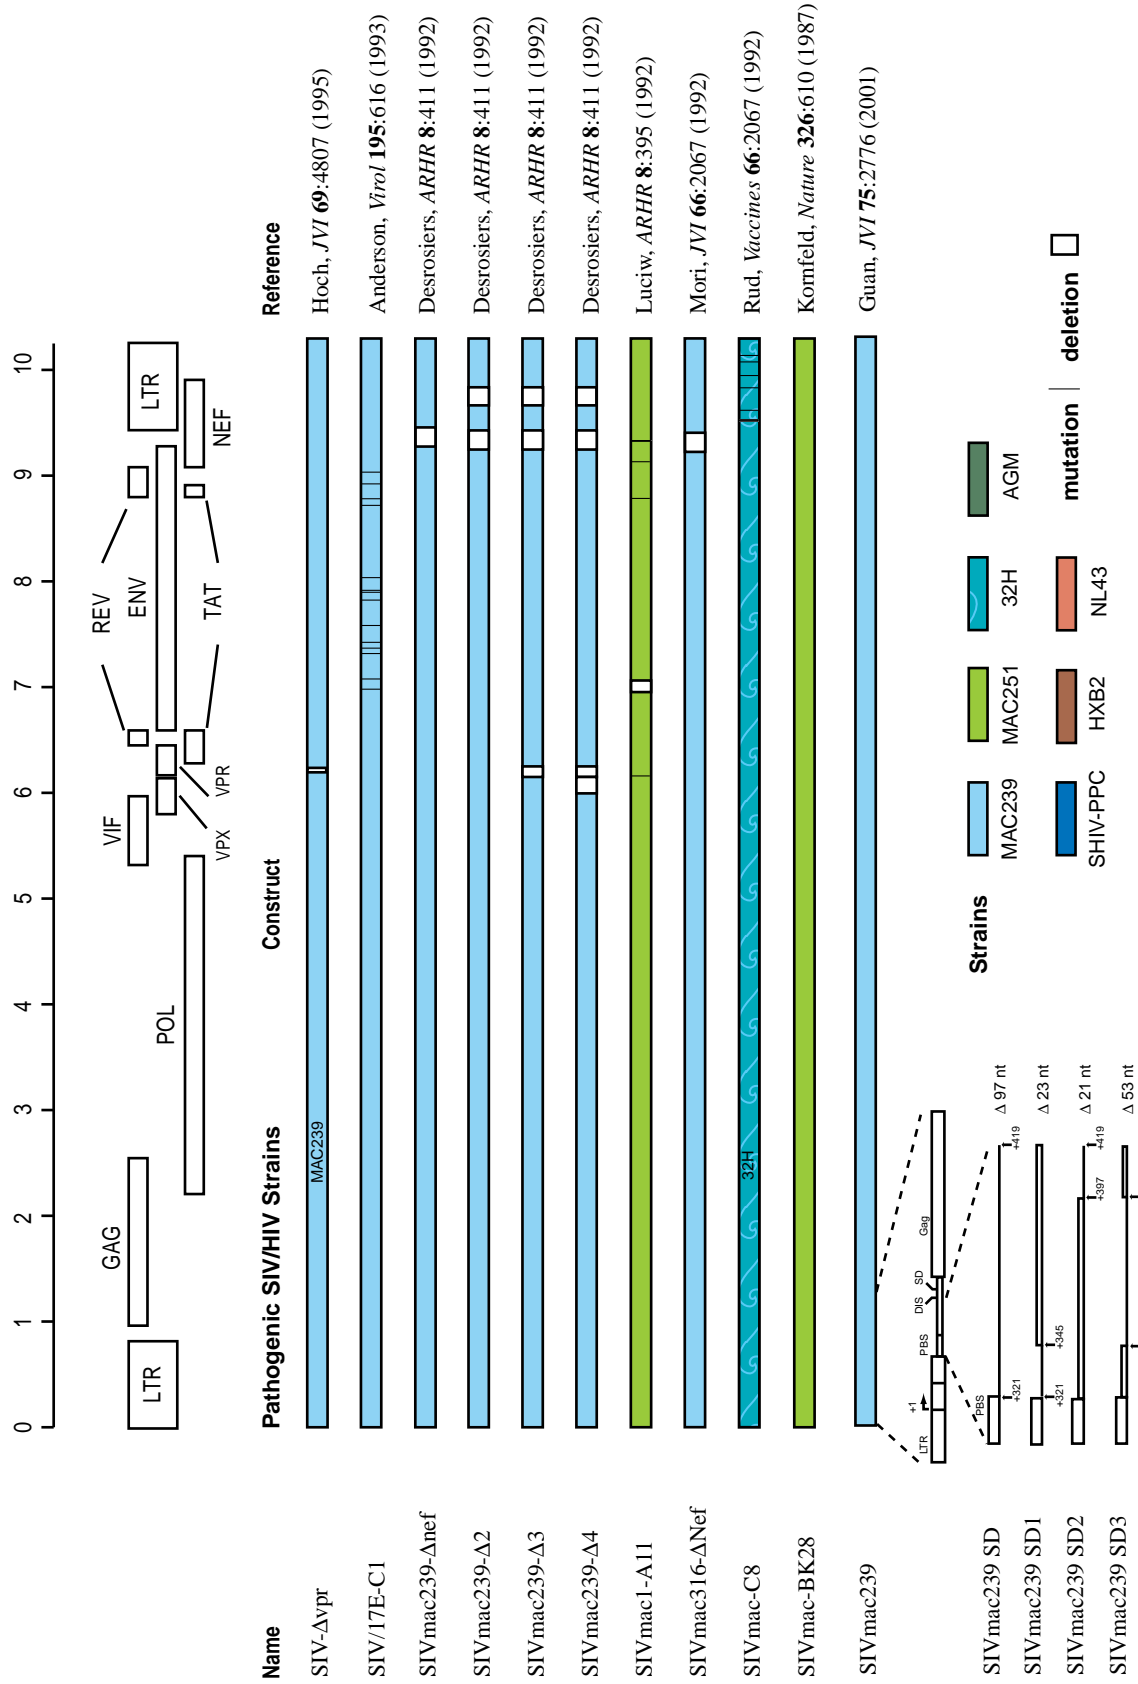 0 1 2 3 4 5 6 7 8 9 10
LTR GAG POL VIF VPX VPR REV ENV TAT NEF LTR
Name Pathogenic SIV/HIV Strains Construct Reference
SIV-Δvpr MAC239 Hoch, JVI 69:4807 (1995)
SIV/17E-C1 Anderson, Virol 195:616 (1993)
SIVmac239-Δnef Desrosiers, ARHR 8:411 (1992)
SIVmac239-Δ2 Desrosiers, ARHR 8:411 (1992)
SIVmac239-Δ3 Desrosiers, ARHR 8:411 (1992)
SIVmac239-Δ4 Desrosiers, ARHR 8:411 (1992)
SIVmac1-A11 Luciw, ARHR 8:395 (1992)
SIVmac316-ΔNef Mori, JVI 66:2067 (1992)
SIVmac-C8 32H Rud, Vaccines 66:2067 (1992)
SIVmac-BK28 Kornfeld, Nature 326:610 (1987)
SIVmac239 Guan, JVI 75:2776 (2001)
LTR +1 PBS DIS SD Gag
SIVmac239 SD PBS +321 +419 Δ 97 nt
SIVmac239 SD1 +321 +345 Δ 23 nt
SIVmac239 SD2 +397 +419 Δ 21 nt
SIVmac239 SD3 Δ 53 nt
Strains
MAC239 MAC251 32H AGM
SHIV-PPC HXB2 NL43
mutation deletion